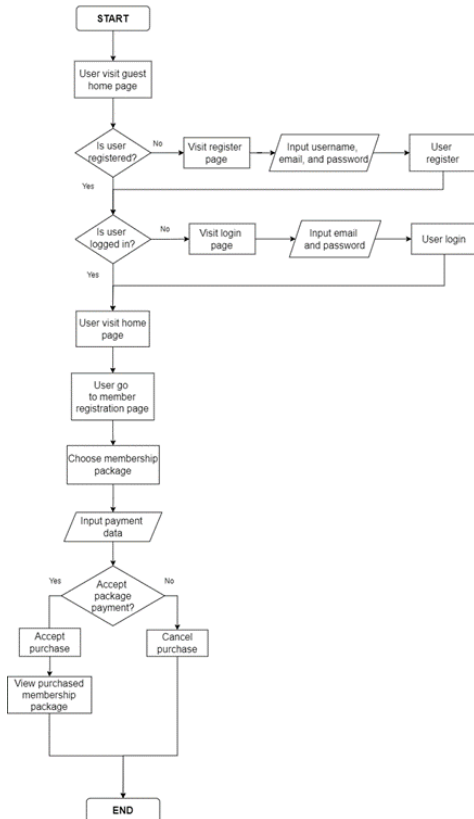 START
User visit guest
home page
Is user
registered?
No
Visit register
page
Input username,
email, and password
User
register
Yes
Is user
logged in?
No
Visit login
page
Input email
and password
User login
Yes
User visit home
page
User go
to member
registration page
Choose membership
package
Input payment
data
Yes
Accept
package
payment?
No
Accept
purchase
Cancel
purchase
View purchased
membership
package
END